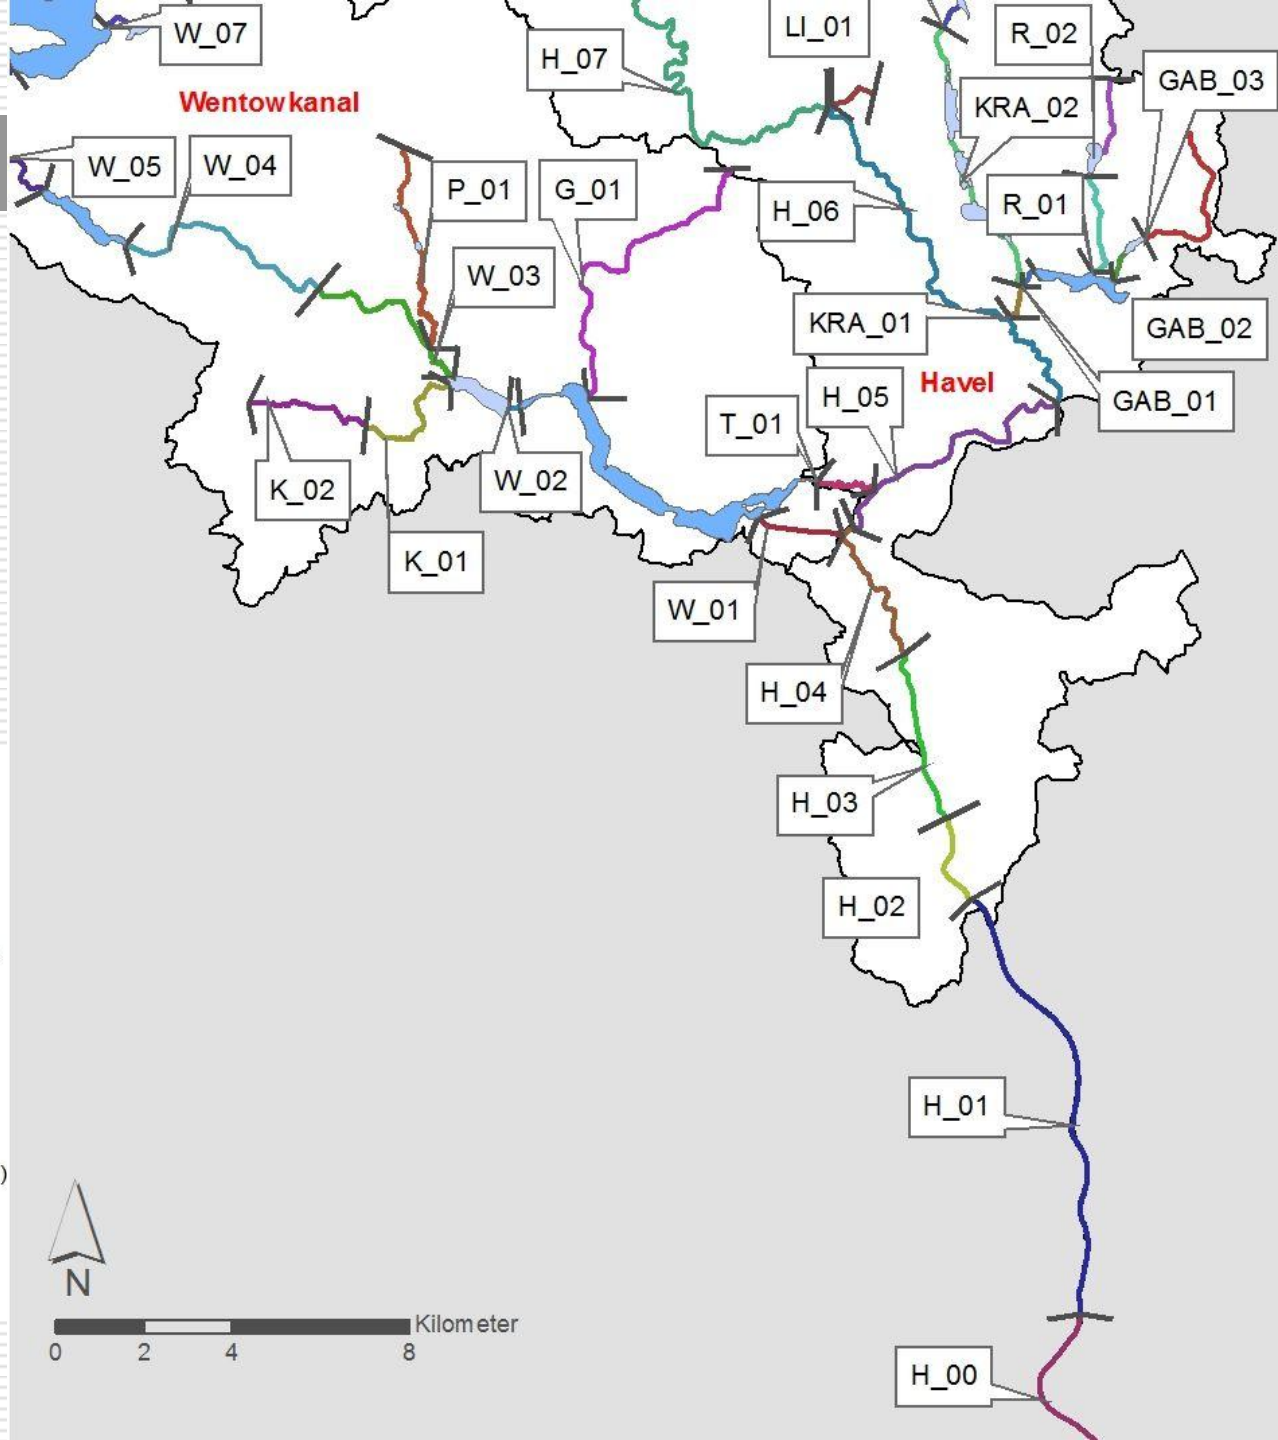 W_07
LI_01
R_02
H_07
GAB_03
Wentowkanal
KRA_02
W_05
W_04
P_01
G_01
H_06
R_01
W_03
KRA_01
GAB_02
Havel
H_05
GAB_01
T_01
K_02
W_02
K_01
W_01
H_04
H_03
H_02
H_01
)
N
Kilometer
0 2 4 8
H_00